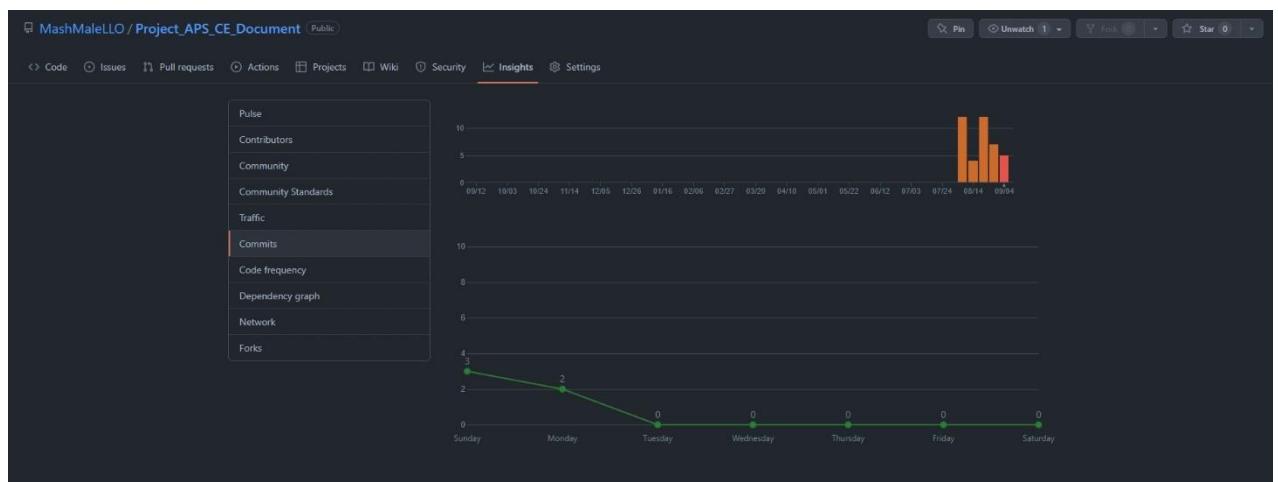 MashMaleLLO / Project_APS_CE_Document Public
Pin Unwatch 1 Fork Star 0
Code Issues Pull requests Actions Projects Wiki Security Insights Settings
Pulse
Contributors
Community
Community Standards
Traffic
Commits
Code frequency
Dependency graph
Network
Forks
10
5
0
09/12 10/03 10/24 11/14 12/05 12/26 01/16 02/06 02/27 03/20 04/10 05/01 05/22 06/12 07/03 07/24 08/14 09/04
10
8
6
4
3
2
2
0
0 0 0 0 0
Sunday Monday Tuesday Wednesday Thursday Friday Saturday